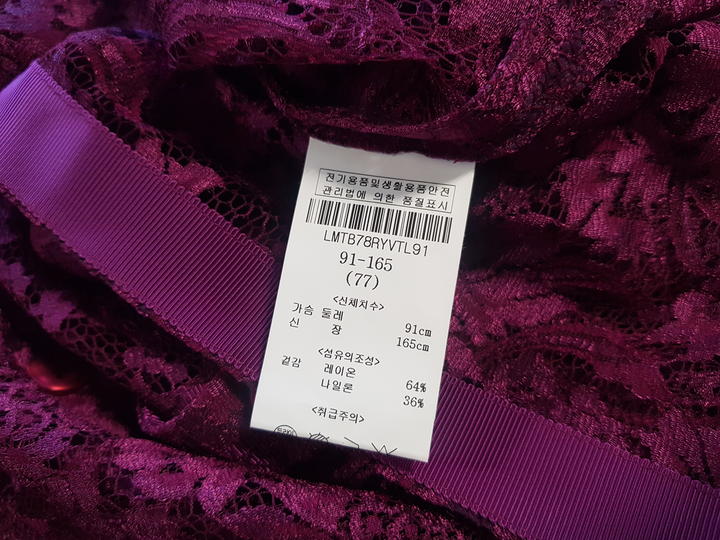 전기용품및생활용품안전
관리법에 의한 품질표시
LMTB78RYVTL91
91-165
(77)
<신체치수>
가슴 둘레 91cm
신 장 165cm
<섬유의조성>
겉감
레이온 64%
나일론 36%
<취급주의>